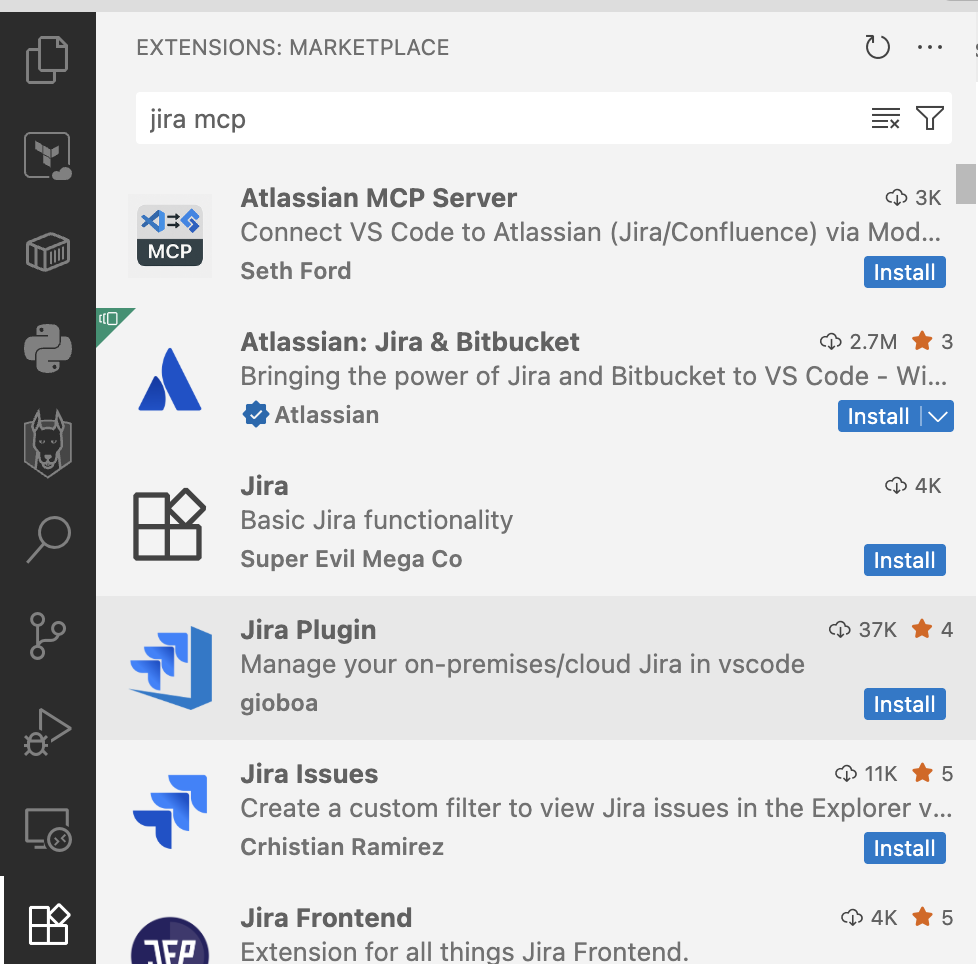 EXTENSIONS: MARKETPLACE
jira mcp
Atlassian MCP Server 3K
Connect VS Code to Atlassian (Jira/Confluence) via Mod...
MCP
Seth Ford Install
Atlassian: Jira & Bitbucket 2.7M 3
Bringing the power of Jira and Bitbucket to VS Code - Wi...
Atlassian Install
Jira 4K
Basic Jira functionality
Super Evil Mega Co Install
Jira Plugin 37K 4
Manage your on-premises/cloud Jira in vscode
gioboa Install
Jira Issues 11K 5
Create a custom filter to view Jira issues in the Explorer v...
Crhistian Ramirez Install
Jira Frontend 4K 5
JFP
Extension for all things Jira Frontend.